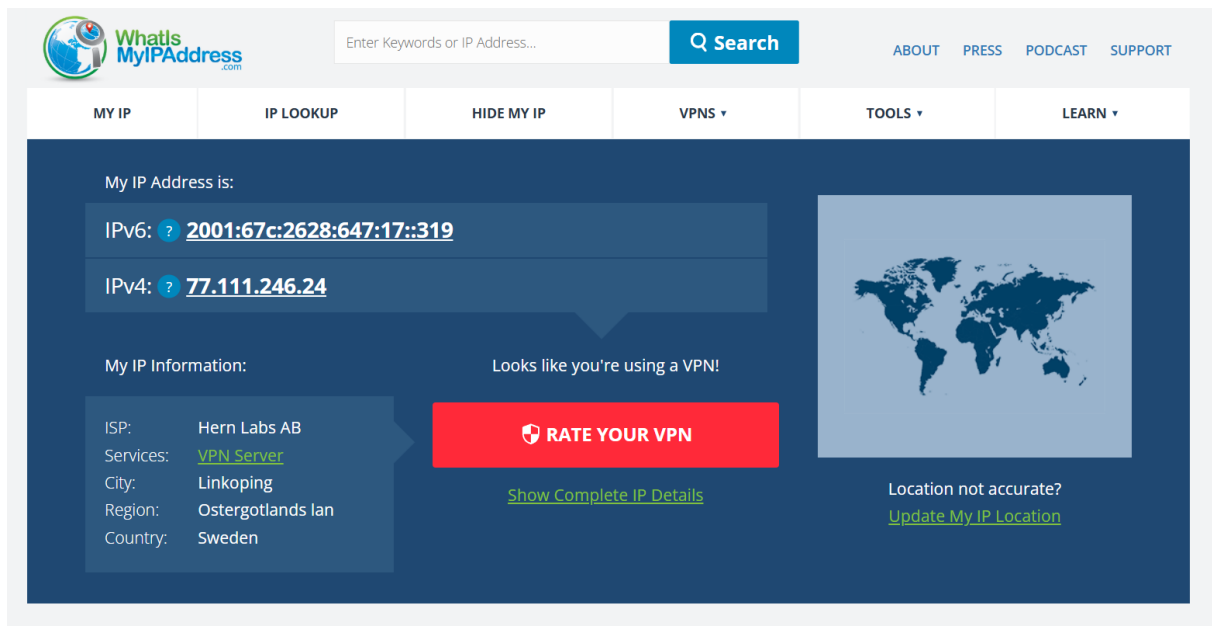 WhatIs
MyIPAddress
.com
Enter Keywords or IP Address...
Search
ABOUT PRESS PODCAST SUPPORT
MY IP IP LOOKUP HIDE MY IP VPNS ▾ TOOLS ▾ LEARN ▾
My IP Address is:
IPv6: ? 2001:67c:2628:647:17::319
IPv4: ? 77.111.246.24
My IP Information:
ISP: Hern Labs AB
Services: VPN Server
City: Linkoping
Region: Ostergotlands lan
Country: Sweden
Looks like you're using a VPN!
RATE YOUR VPN
Show Complete IP Details
Location not accurate?
Update My IP Location